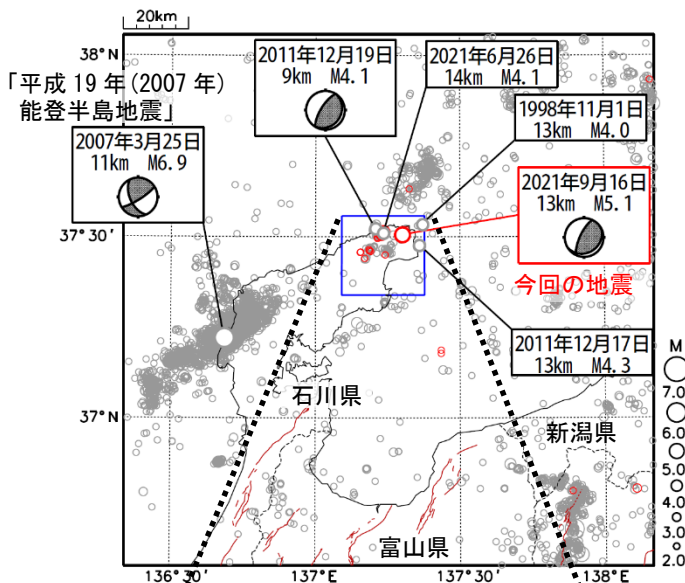 20km
38°N
「平成19年(2007年)
能登半島地震」
2011年12月19日
9km M4.1
2021年6月26日
14km M4.1
1998年11月1日
13km M4.0
2007年3月25日
11km M6.9
2021年9月16日
13km M5.1
今回の地震
37°30′
2011年12月17日
13km M4.3
石川県
37°N
新潟県
富山県
M
7.0
6.0
5.0
4.0
3.0
2.0
136°30′
137°E
137°30′
138°E